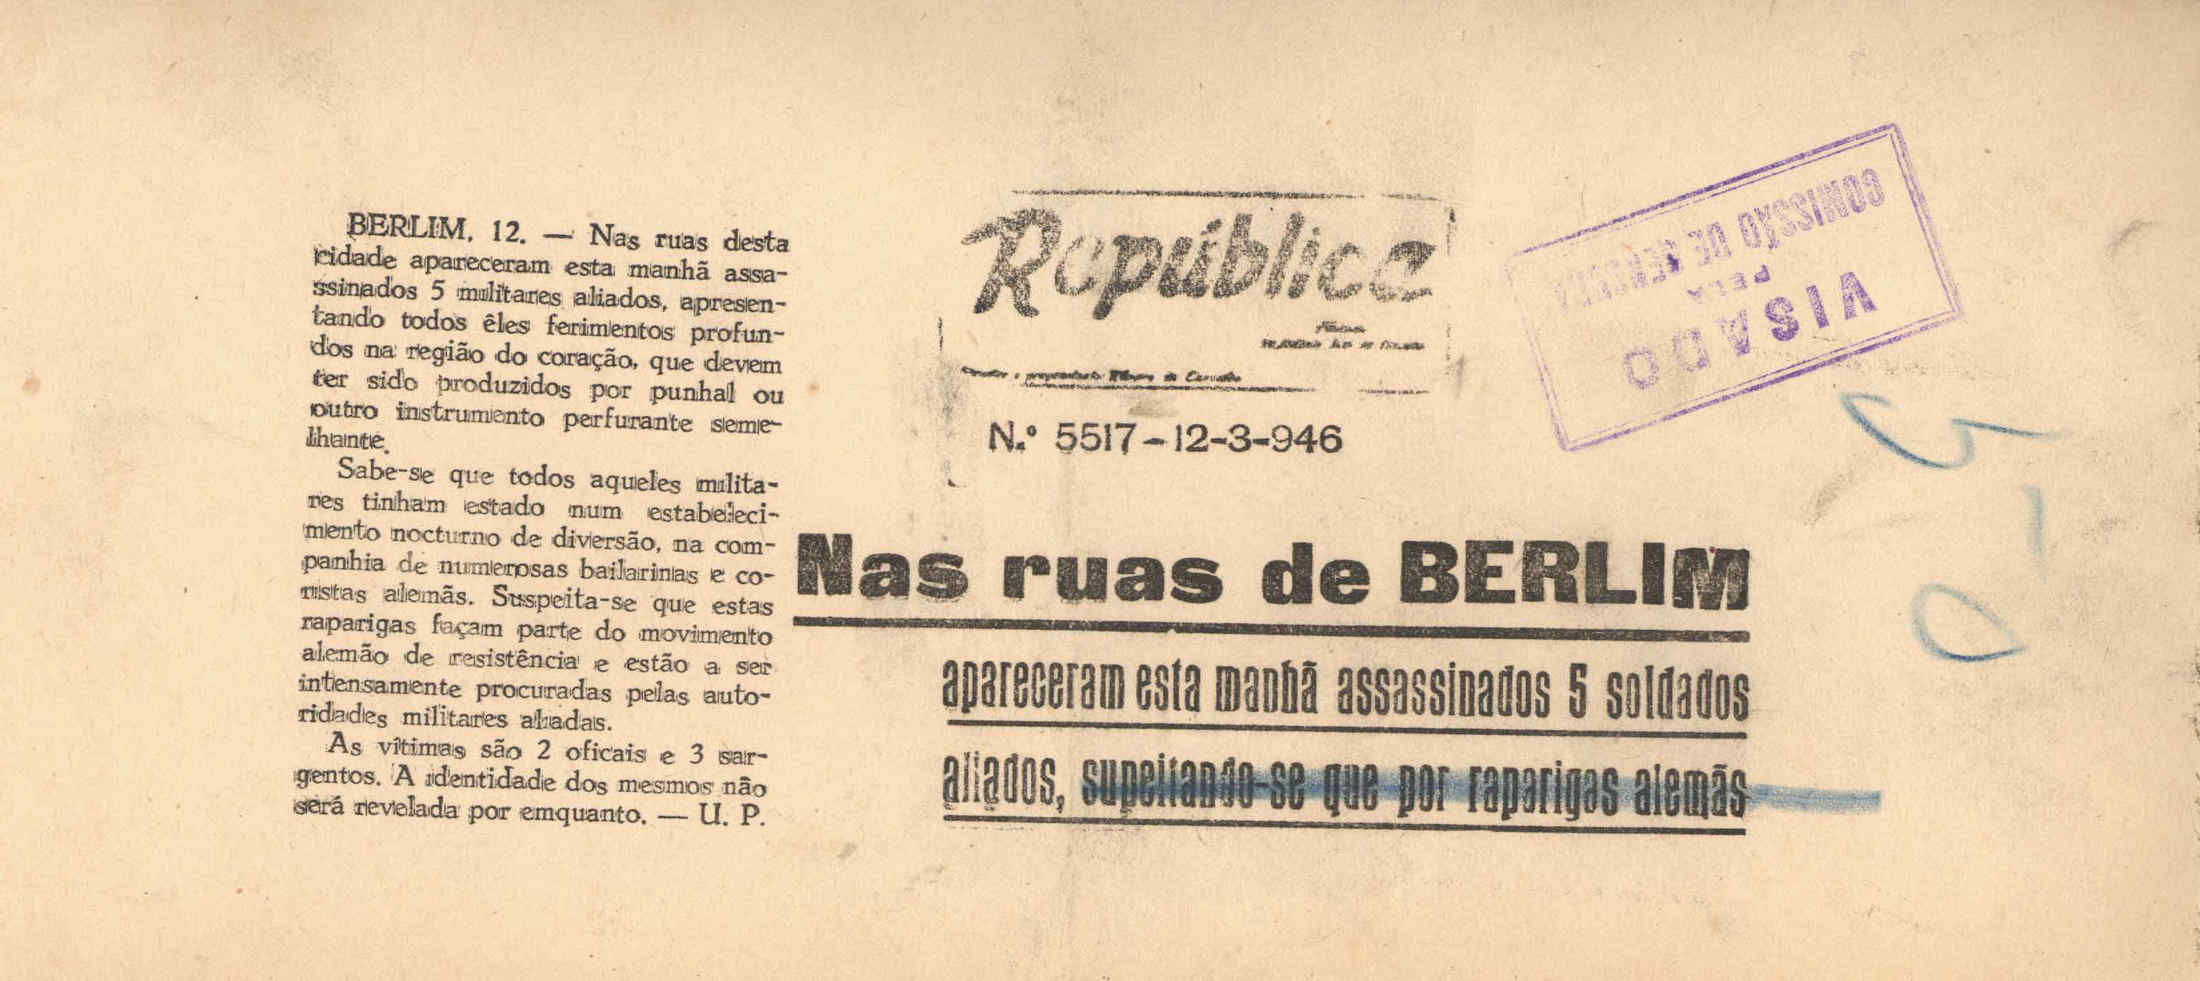 República
N.º 5517-12-3-946
VISADO
PELA
COMISSÃO DE CENSURA
Nas ruas de BERLIM
apareceram esta manhã assassinados 5 soldados
aliados, supeitando-se que por raparigas alemãs
BERLIM, 12. — Nas ruas desta
cidade apareceram esta manhã assa-
ssinados 5 militares aliados, apresen-
tando todos êles ferimentos profun-
dos na região do coração, que devem
ter sido produzidos por punhal ou
outro instrumento perfurante seme-
lhante.
Sabe-se que todos aqueles milita-
res tinham estado num estabeleci-
mento nocturno de diversão, na com-
panhia de numerosas bailarinas e co-
ristas alemãs. Suspeita-se que estas
raparigas façam parte do movimento
alemão de resistência e estão a ser
intensamente procuradas pelas auto-
ridades militares aliadas.
As vítimas são 2 oficais e 3 sar-
gentos. A identidade dos mesmos não
será revelada por emquanto. — U. P.